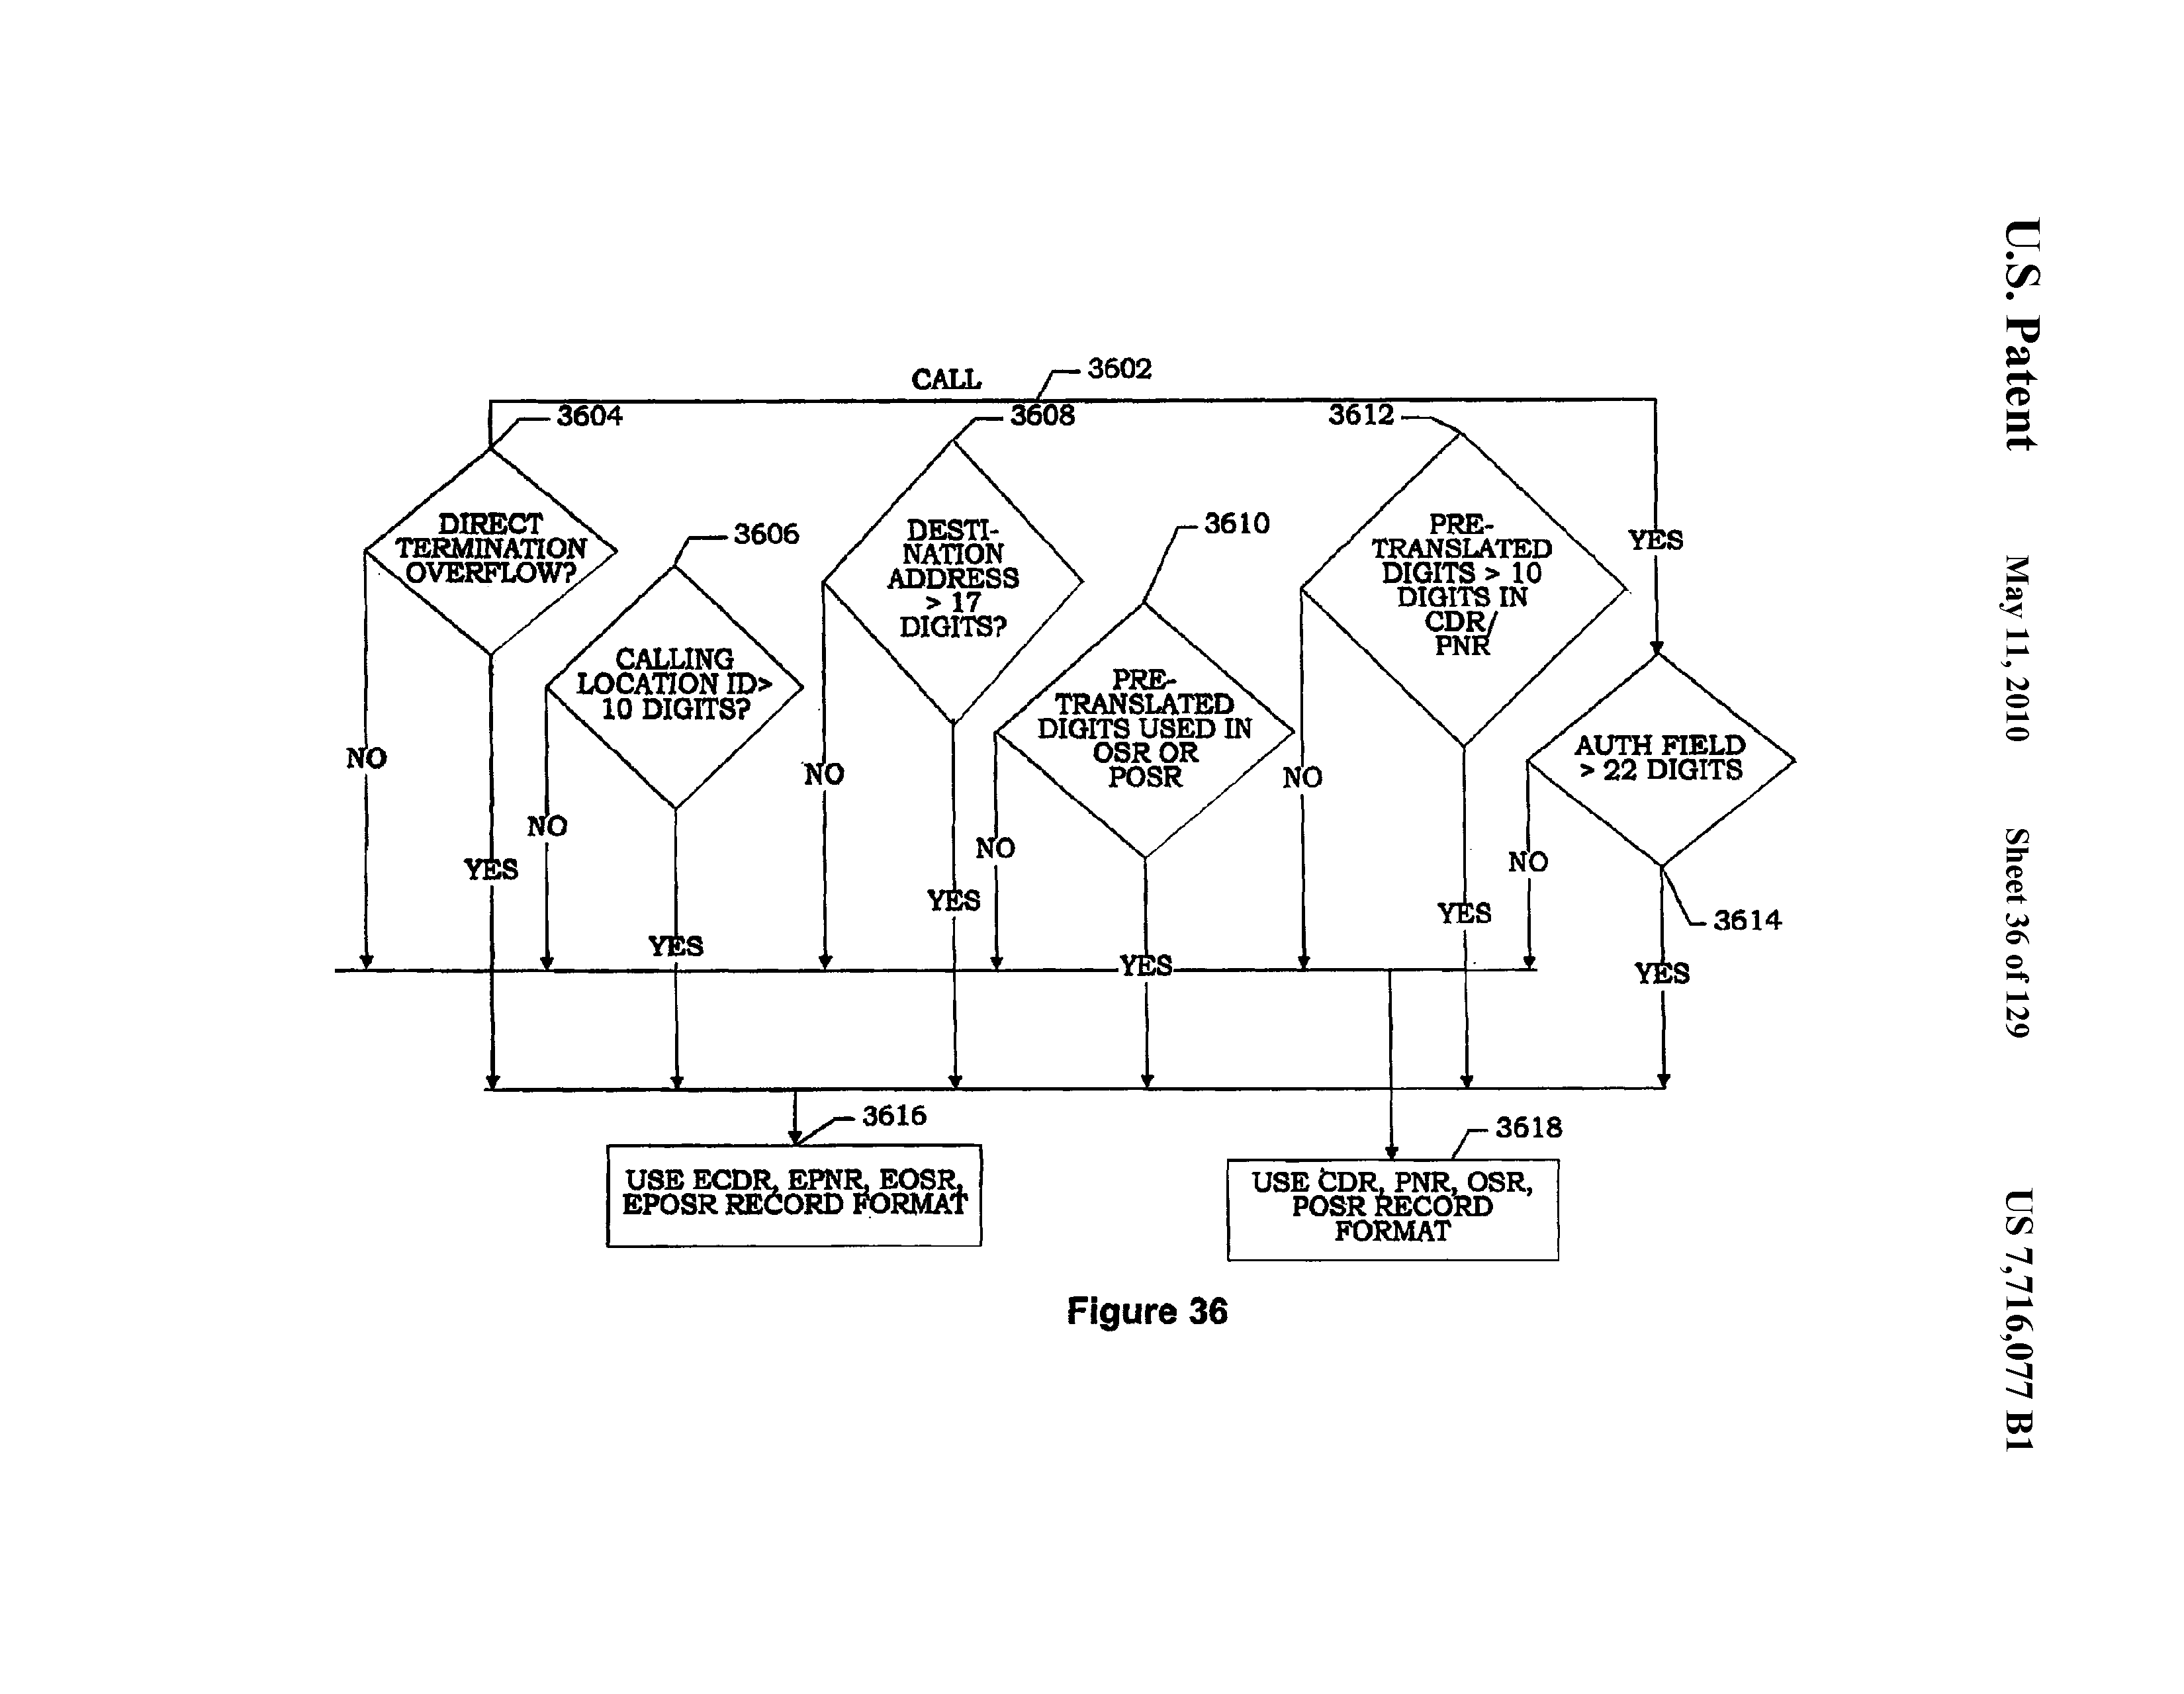 U.S. Patent May 11, 2010 Sheet 36 of 129 US 7,716,077 B1
CALL
3602
3604
3608
3612
DIRECT
TERMINATION
OVERFLOW?
3606
CALLING
LOCATION ID>
10 DIGITS?
DESTI-
NATION
ADDRESS
> 17
DIGITS?
3610
PRE-
TRANSLATED
DIGITS USED IN
OSR OR
POSR
PRE-
TRANSLATED
DIGITS > 10
DIGITS IN
CDR/
PNR
YES
AUTH FIELD
> 22 DIGITS
3614
NO
YES
NO
YES
NO
YES
NO
YES
NO
YES
NO
YES
3616
USE ECDR, EPNR, EOSR,
EPOSR RECORD FORMAT
3618
USE CDR, PNR, OSR,
POSR RECORD
FORMAT
Figure 36